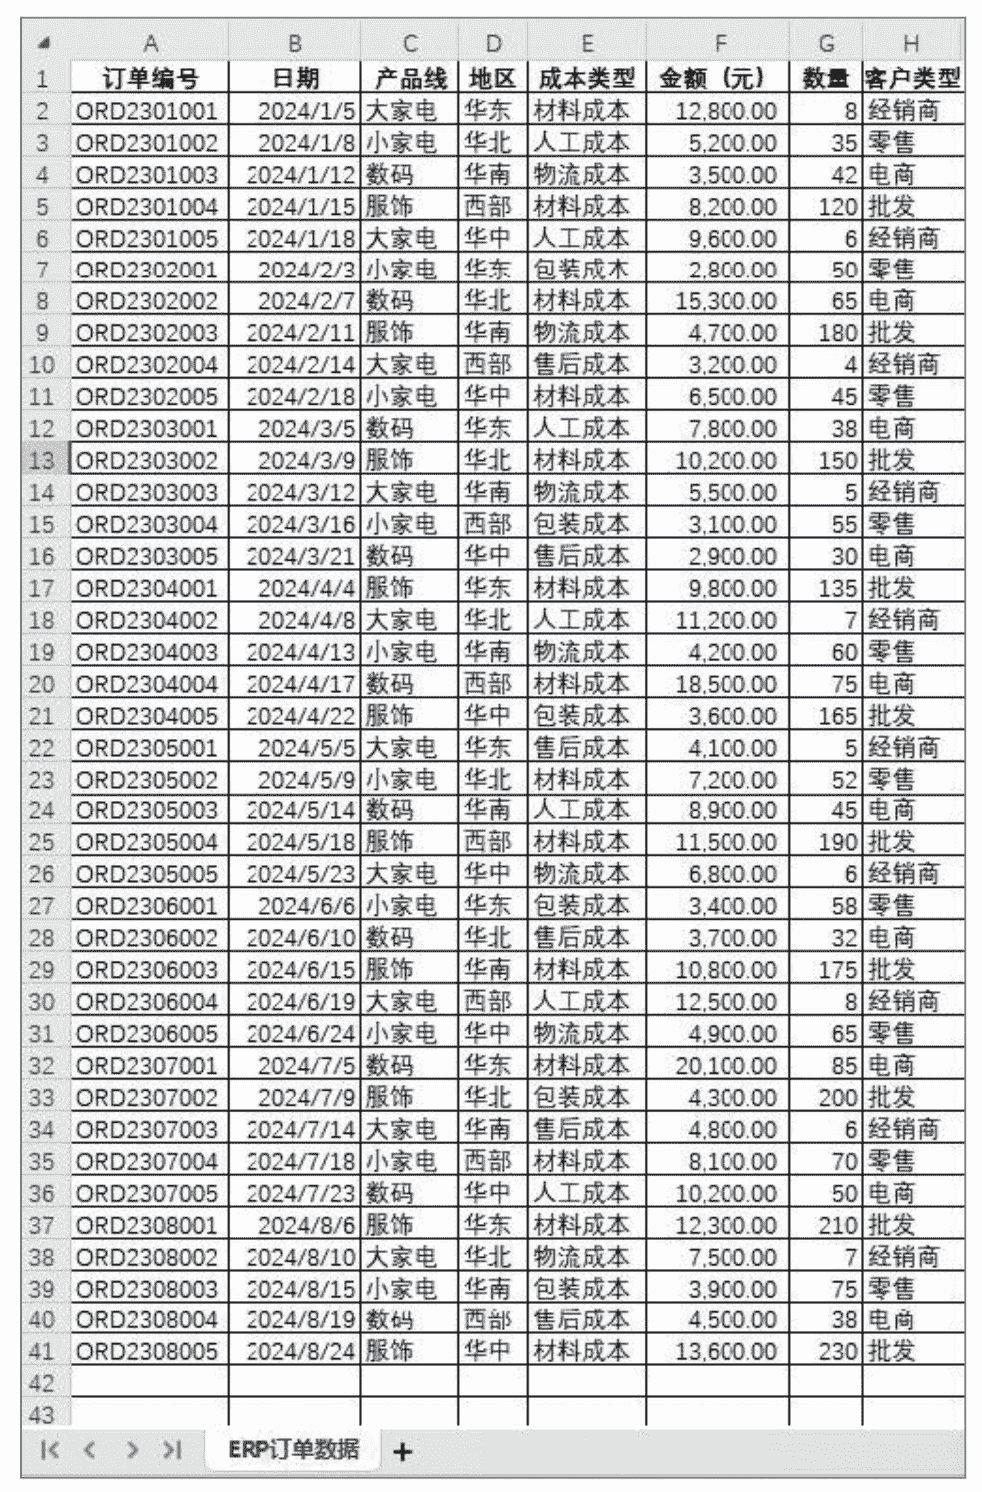 A B C D E F G H
1 订单编号 日期 产品线 地区 成本类型 金额（元） 数量 客户类型
2 ORD2301001 2024/1/5 大家电 华东 材料成本 12,800.00 8 经销商
3 ORD2301002 2024/1/8 小家电 华北 人工成本 5,200.00 35 零售
4 ORD2301003 2024/1/12 数码 华南 物流成本 3,500.00 42 电商
5 ORD2301004 2024/1/15 服饰 西部 材料成本 8,200.00 120 批发
6 ORD2301005 2024/1/18 大家电 华中 人工成本 9,600.00 6 经销商
7 ORD2302001 2024/2/3 小家电 华东 包装成本 2,800.00 50 零售
8 ORD2302002 2024/2/7 数码 华北 材料成本 15,300.00 65 电商
9 ORD2302003 2024/2/11 服饰 华南 物流成本 4,700.00 180 批发
10 ORD2302004 2024/2/14 大家电 西部 售后成本 3,200.00 4 经销商
11 ORD2302005 2024/2/18 小家电 华中 材料成本 6,500.00 45 零售
12 ORD2303001 2024/3/5 数码 华东 人工成本 7,800.00 38 电商
13 ORD2303002 2024/3/9 服饰 华北 材料成本 10,200.00 150 批发
14 ORD2303003 2024/3/12 大家电 华南 物流成本 5,500.00 5 经销商
15 ORD2303004 2024/3/16 小家电 西部 包装成本 3,100.00 55 零售
16 ORD2303005 2024/3/21 数码 华中 售后成本 2,900.00 30 电商
17 ORD2304001 2024/4/4 服饰 华东 材料成本 9,800.00 135 批发
18 ORD2304002 2024/4/8 大家电 华北 人工成本 11,200.00 7 经销商
19 ORD2304003 2024/4/13 小家电 华南 物流成本 4,200.00 60 零售
20 ORD2304004 2024/4/17 数码 西部 材料成本 18,500.00 75 电商
21 ORD2304005 2024/4/22 服饰 华中 包装成本 3,600.00 165 批发
22 ORD2305001 2024/5/5 大家电 华东 售后成本 4,100.00 5 经销商
23 ORD2305002 2024/5/9 小家电 华北 材料成本 7,200.00 52 零售
24 ORD2305003 2024/5/14 数码 华南 人工成本 8,900.00 45 电商
25 ORD2305004 2024/5/18 服饰 西部 材料成本 11,500.00 190 批发
26 ORD2305005 2024/5/23 大家电 华中 物流成本 6,800.00 6 经销商
27 ORD2306001 2024/6/6 小家电 华东 包装成本 3,400.00 58 零售
28 ORD2306002 2024/6/10 数码 华北 售后成本 3,700.00 32 电商
29 ORD2306003 2024/6/15 服饰 华南 材料成本 10,800.00 175 批发
30 ORD2306004 2024/6/19 大家电 西部 人工成本 12,500.00 8 经销商
31 ORD2306005 2024/6/24 小家电 华中 物流成本 4,900.00 65 零售
32 ORD2307001 2024/7/5 数码 华东 材料成本 20,100.00 85 电商
33 ORD2307002 2024/7/9 服饰 华北 包装成本 4,300.00 200 批发
34 ORD2307003 2024/7/14 大家电 华南 售后成本 4,800.00 6 经销商
35 ORD2307004 2024/7/18 小家电 西部 材料成本 8,100.00 70 零售
36 ORD2307005 2024/7/23 数码 华中 人工成本 10,200.00 50 电商
37 ORD2308001 2024/8/6 服饰 华东 材料成本 12,300.00 210 批发
38 ORD2308002 2024/8/10 大家电 华北 物流成本 7,500.00 7 经销商
39 ORD2308003 2024/8/15 小家电 华南 包装成本 3,900.00 75 零售
40 ORD2308004 2024/8/19 数码 西部 售后成本 4,500.00 38 电商
41 ORD2308005 2024/8/24 服饰 华中 材料成本 13,600.00 230 批发
42
43
ERP订单数据